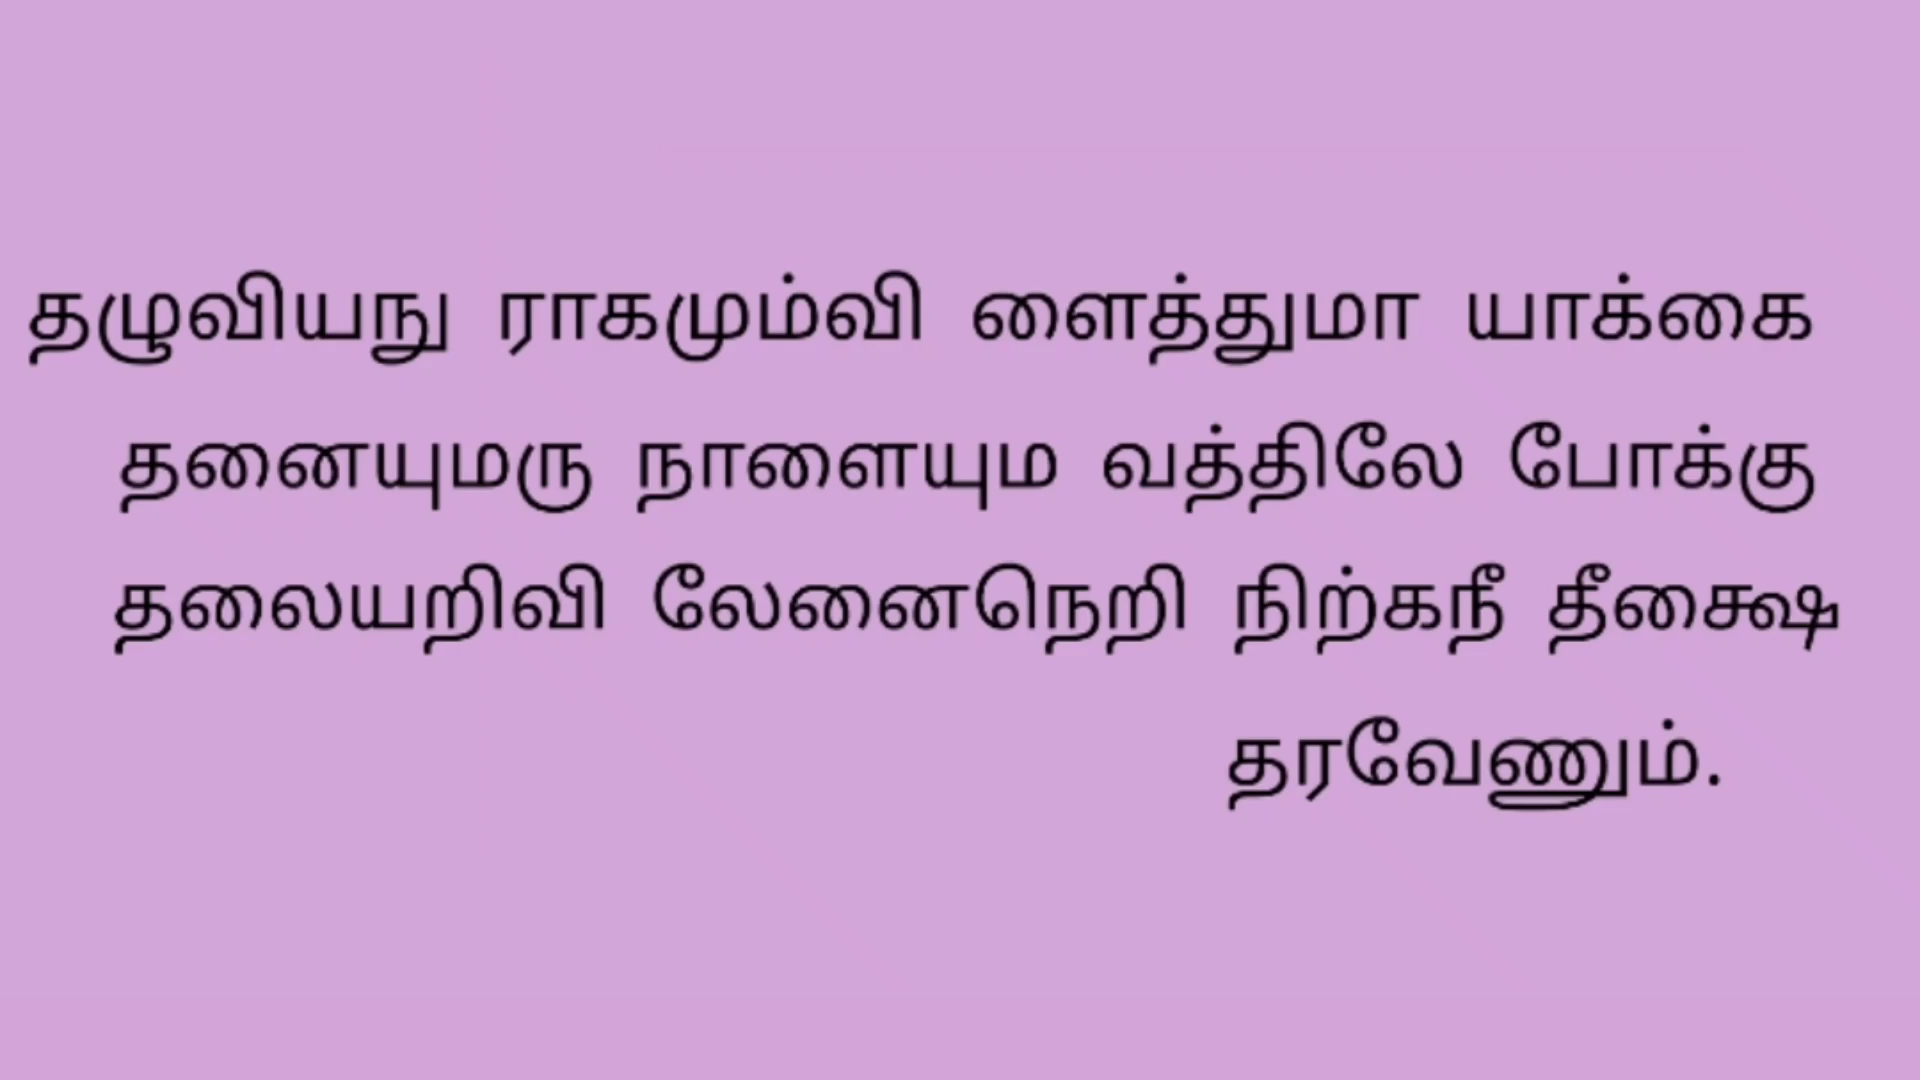 தழுவியநு ராகமும்வி ளைத்துமா யாக்கை
தனையுமரு நாளையும வத்திலே போக்கு
தலையறிவி லேனைநெறி நிற்கநீ தீக்ஷை
தரவேணும்.